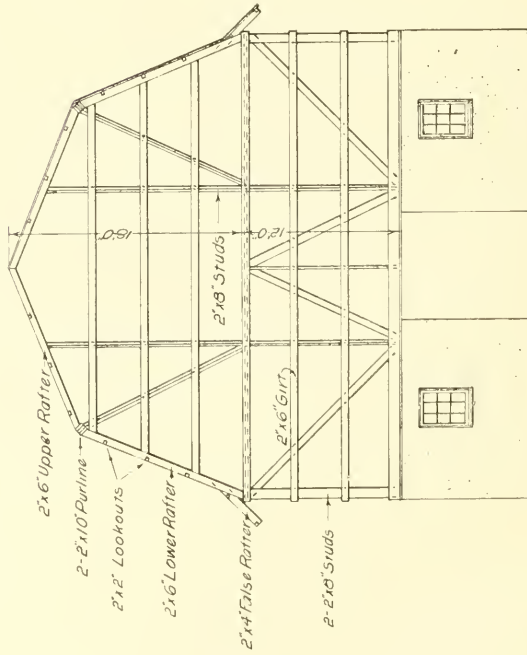 2"x6" Upper Rafter
2-2"x10" Purline
2"x2" Lookouts
2"x6" Lower Rafter
2"x4" False Rafter
2-2"x8" Studs
2"x6" Girt
2"x8" Studs
18'0"
12'0"